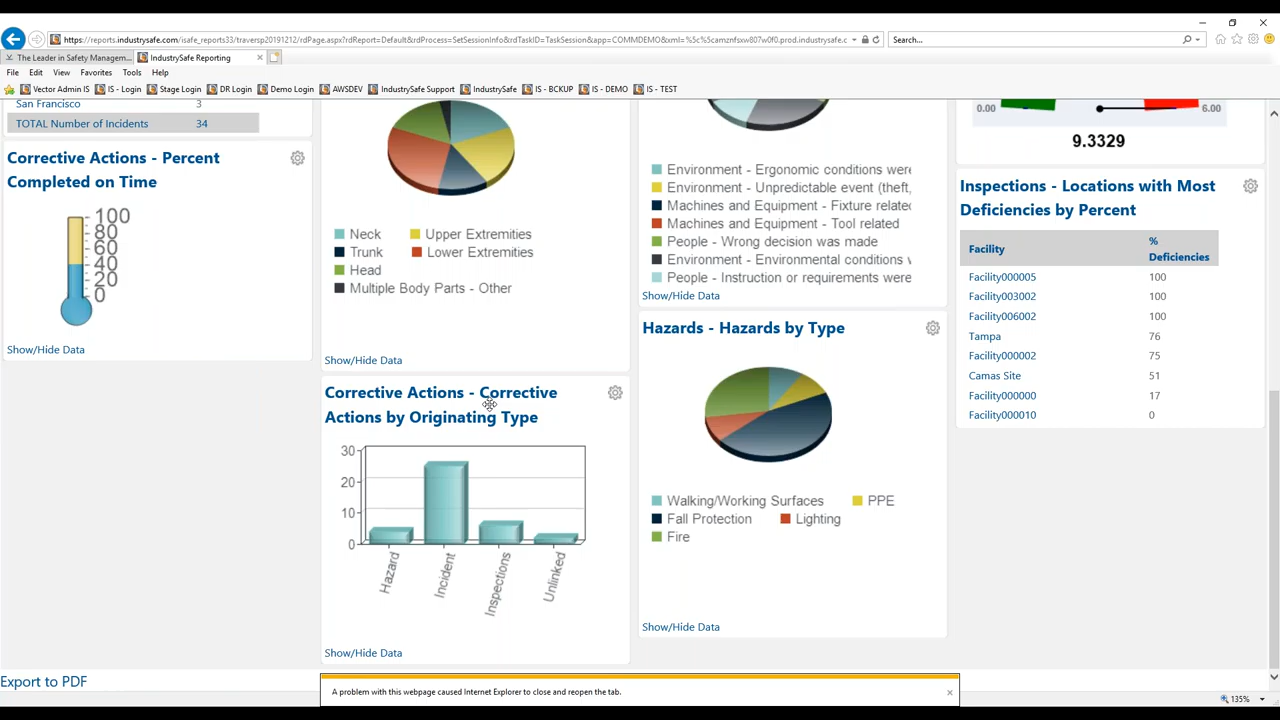 https://reports.industrysafe.com/isafe_reports33/traversp20191212/rdPage.aspx?rdReport=Default&rdProcess=SetSessionInfo&rdTaskID=TaskSession&app=COMMDEMO&xml=%5c%5camznfsxw807w0f0.prod.industrysafe.c
Search...
The Leader in Safety Managem...
IndustrySafe Reporting
File Edit View Favorites Tools Help
Vector Admin IS IS - Login Stage Login DR Login Demo Login AWSDEV IndustrySafe Support IndustrySafe IS - BCKUP IS - DEMO IS - TEST
San Francisco 3
TOTAL Number of Incidents 34
Corrective Actions - Percent
Completed on Time
100
80
60
40
20
0
Show/Hide Data
Neck Upper Extremities
Trunk Lower Extremities
Head
Multiple Body Parts - Other
Show/Hide Data
Corrective Actions - Corrective
Actions by Originating Type
30
20
10
0
Hazard
Incident
Inspections
Unlinked
Show/Hide Data
Environment - Ergonomic conditions were
Environment - Unpredictable event (theft,
Machines and Equipment - Fixture related
Machines and Equipment - Tool related
People - Wrong decision was made
Environment - Environmental conditions
People - Instruction or requirements were
Show/Hide Data
Hazards - Hazards by Type
Walking/Working Surfaces PPE
Fall Protection Lighting
Fire
Show/Hide Data
0.00 6.00
9.3329
Inspections - Locations with Most
Deficiencies by Percent
Facility % Deficiencies
Facility000005 100
Facility003002 100
Facility006002 100
Tampa 76
Facility000002 75
Camas Site 51
Facility000000 17
Facility000010 0
Export to PDF
A problem with this webpage caused Internet Explorer to close and reopen the tab.
135%